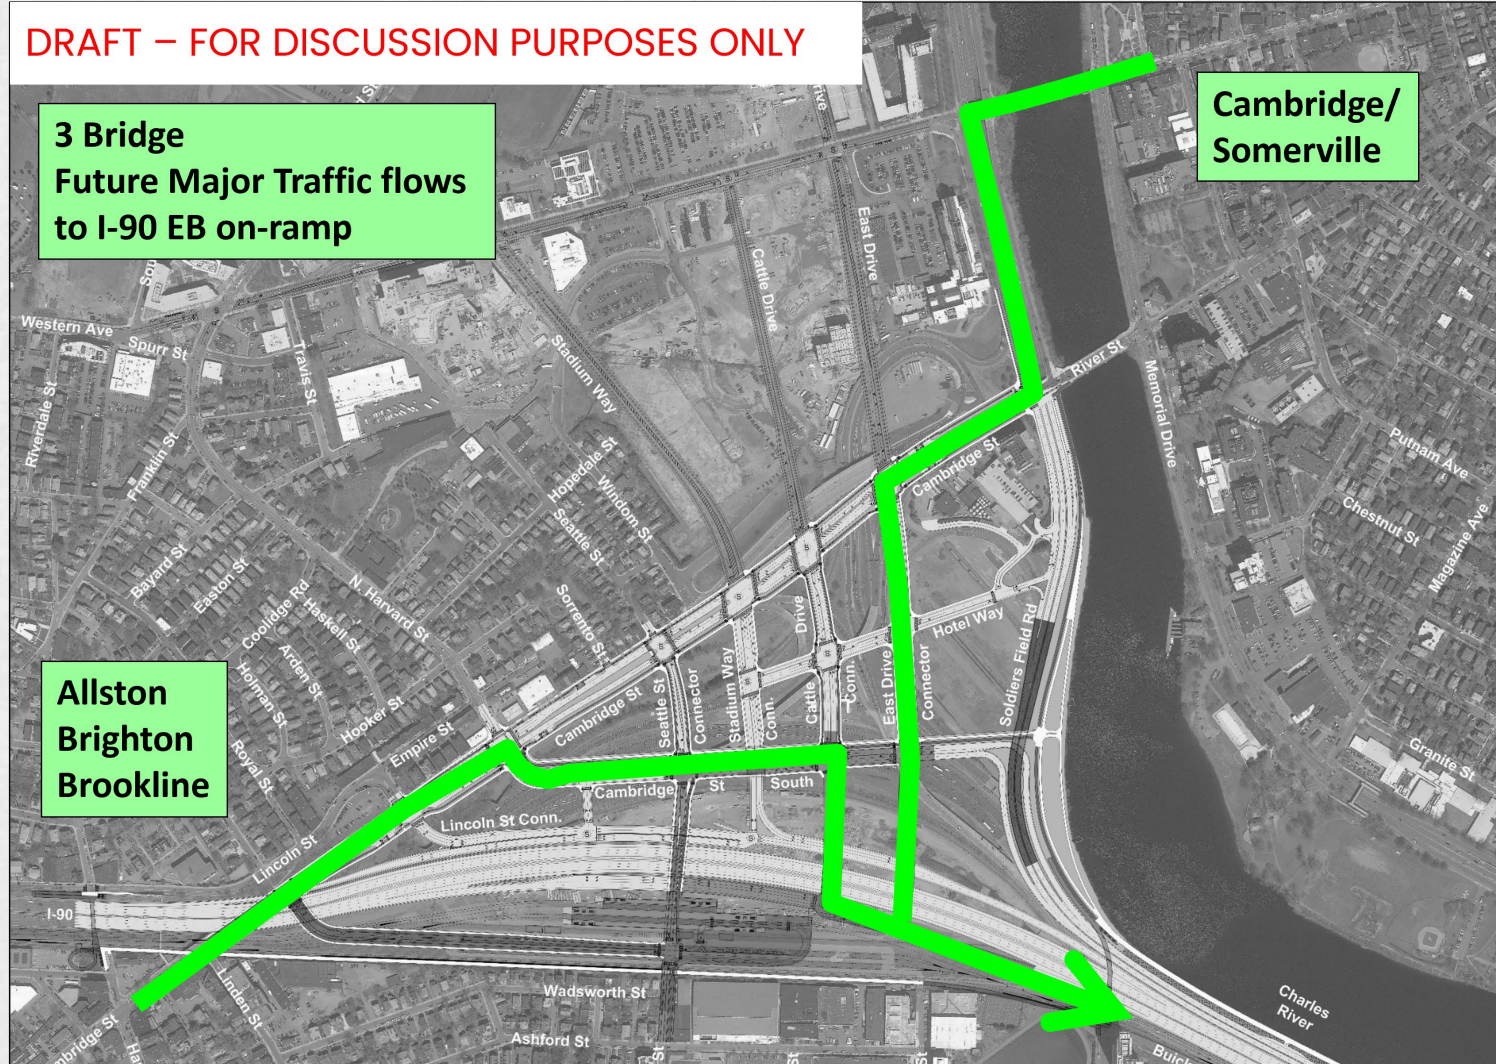 DRAFT – FOR DISCUSSION PURPOSES ONLY
3 Bridge
Future Major Traffic flows
to I-90 EB on-ramp
Cambridge/
Somerville
Allston
Brighton
Brookline
Western Ave
Spurr St
Travis St
Riverdale St
Franklin St
Stadium Way
Cattle Drive
East Drive
River St
Memorial Drive
Putnam Ave
Chestnut St
Magazine Ave
Granite St
Hopedale St
Windom St
Seattle St
Sorrento St
Bayard St
Easton St
Coolidge Rd
Haskell St
N. Harvard St
Arden St
Holman St
Hooker St
Royal St
Empire St
Lincoln St
Cambridge St
Cambridge St
Hotel Way
Soldiers Field Rd
Seattle St
Connector
Stadium Way
Conn.
Cattle
Drive
Conn.
East Drive
Connector
Cambridge St South
Lincoln St Conn.
I-90
Linden St
Wadsworth St
Ashford St
Charles
River